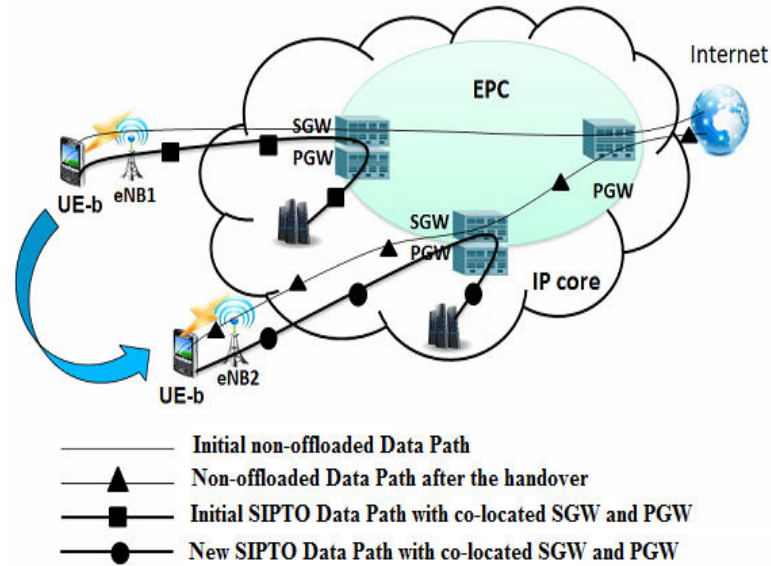 Internet
EPC
SGW
PGW
PGW
UE-b
eNB1
SGW
PGW
IP core
eNB2
UE-b
Initial non-offloaded Data Path
Non-offloaded Data Path after the handover
Initial SIPTO Data Path with co-located SGW and PGW
New SIPTO Data Path with co-located SGW and PGW